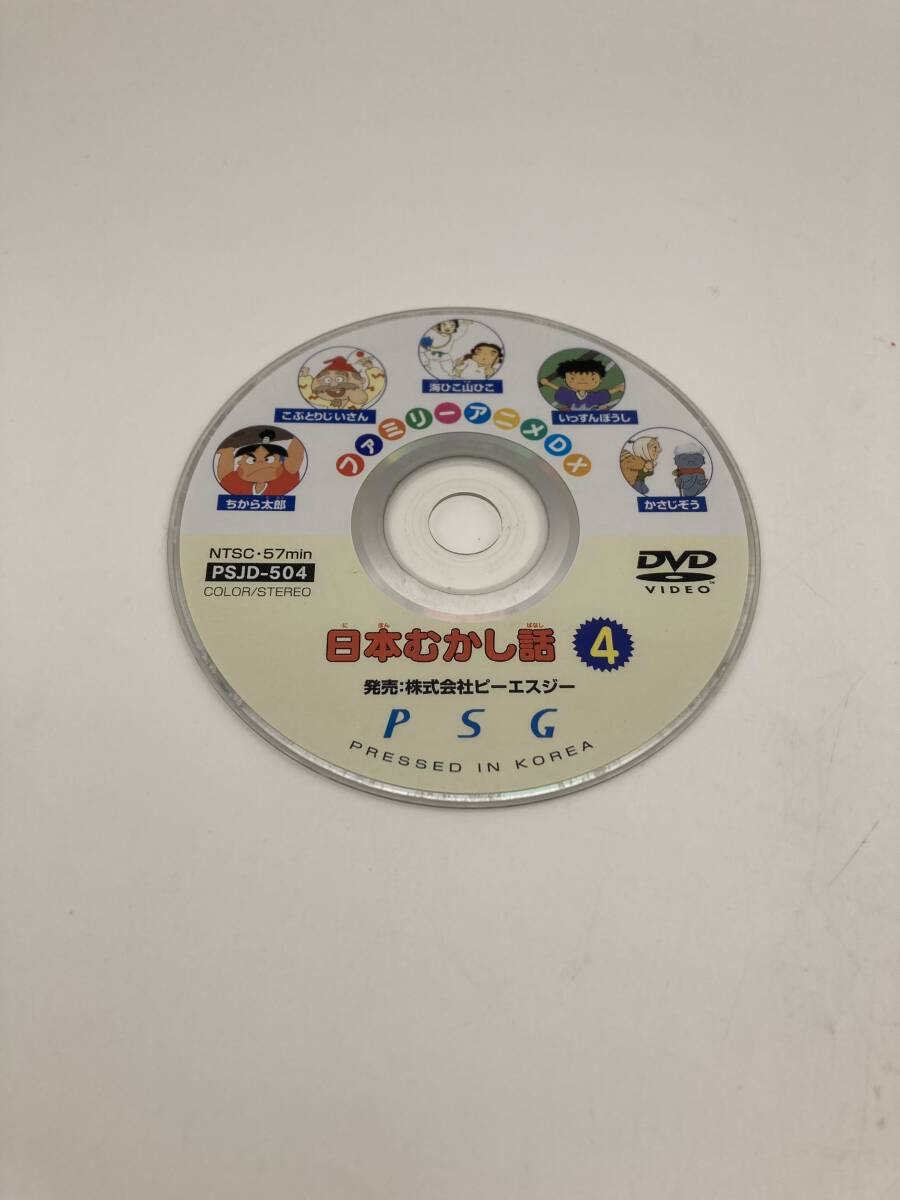 海ひこ山ひこ
こぶとりじいさん
いっすんぼうし
ちから太郎
かさじぞう
ファミリーアニメDX
NTSC・57min
PSJD-504
COLOR/STEREO
DVD
VIDEO
TM
に ほん ばなし
日本むかし話 4
発売:株式会社ピーエスジー
PSG
PRESSED IN KOREA